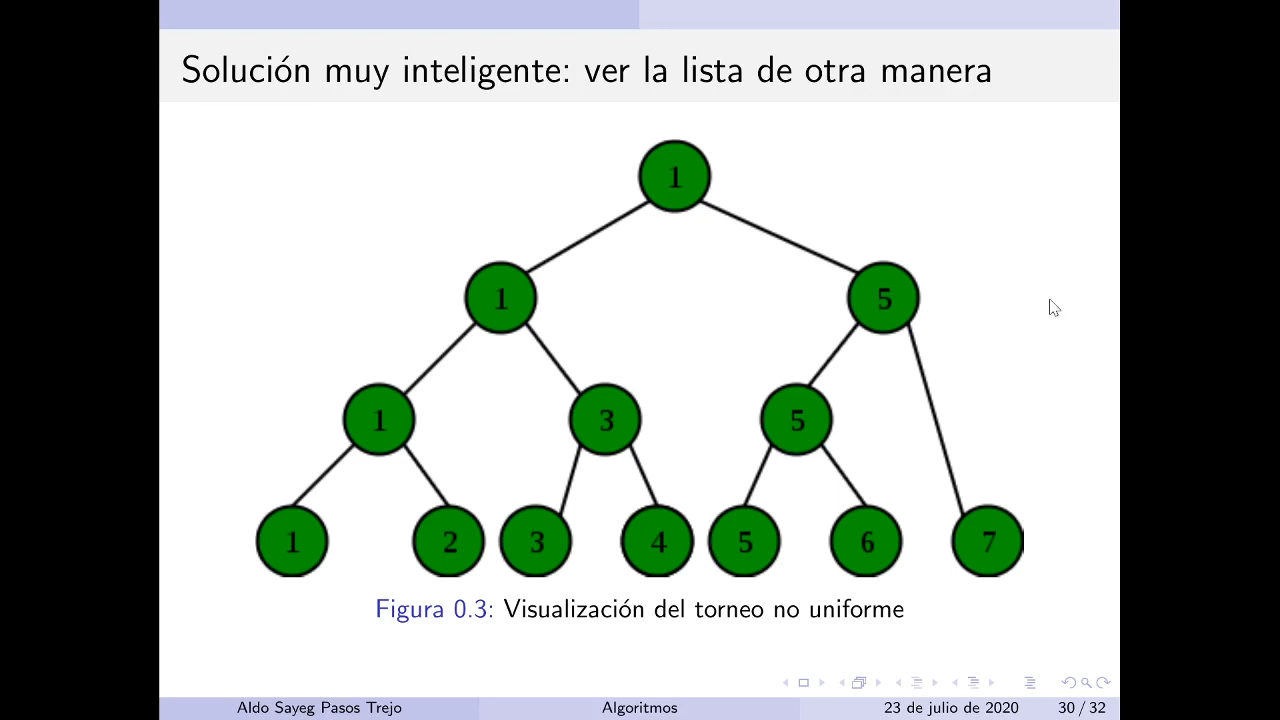 Solución muy inteligente: ver la lista de otra manera
1
1 5
1 3 5
1 2 3 4 5 6 7
Figura 0.3: Visualización del torneo no uniforme
Aldo Sayeg Pasos Trejo Algoritmos 23 de julio de 2020 30 / 32